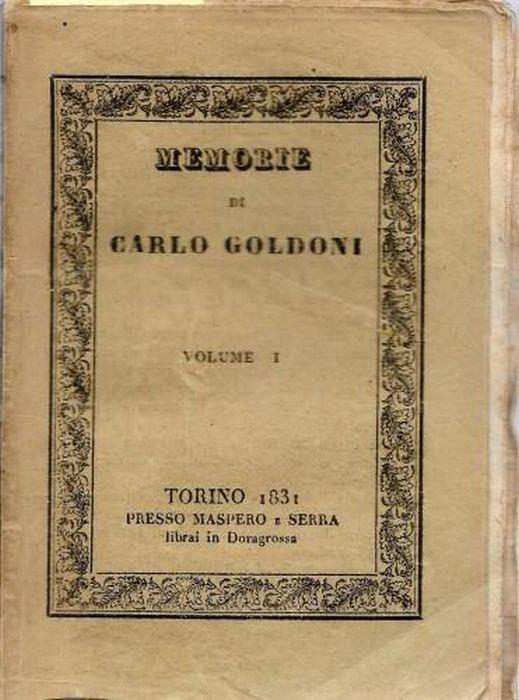 MEMORIE
DI
CARLO GOLDONI
VOLUME I
TORINO 1831
PRESSO MASPERO E SERRA
librai in Doragrossa